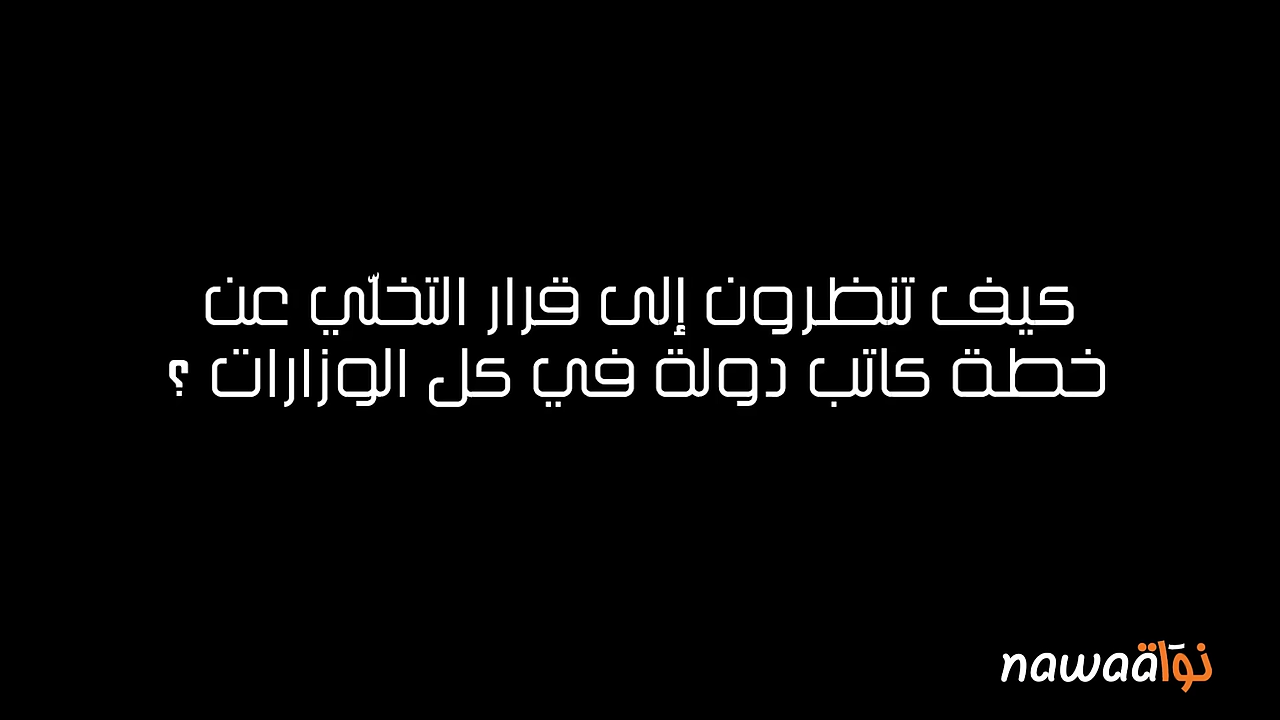 كيف تنظرون إلى قرار التخلّي عن
خطة كاتب دولة في كل الوزارات ؟
nawaaنواة